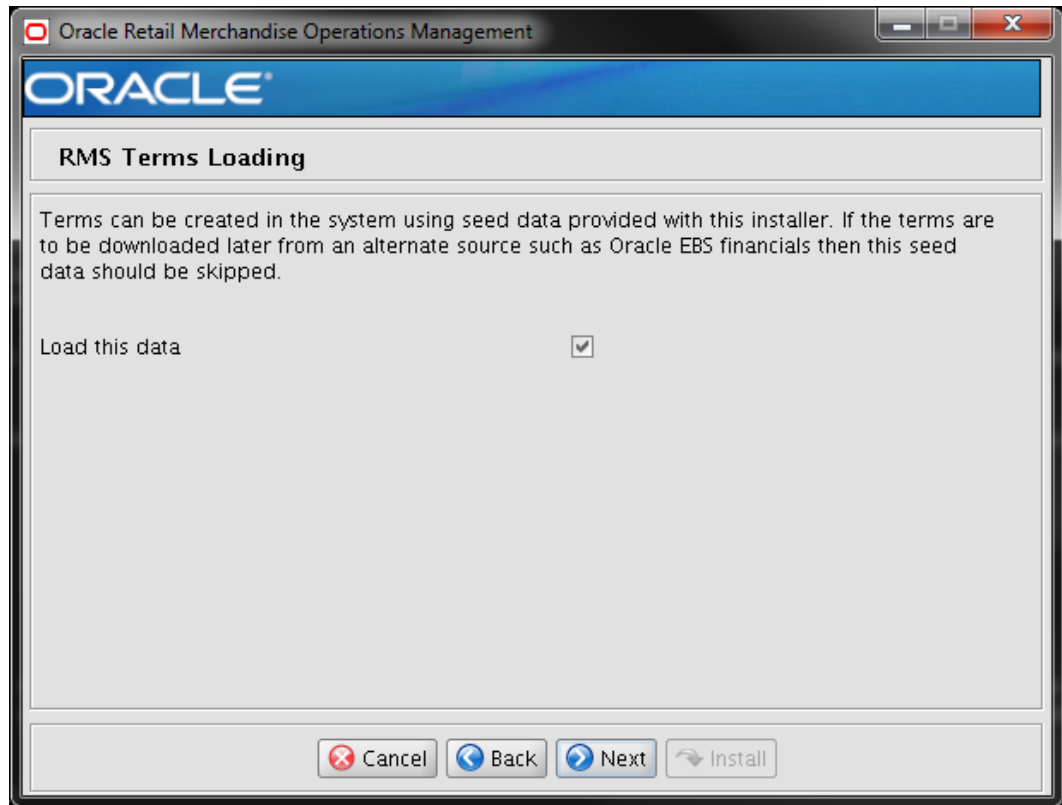 Oracle Retail Merchandise Operations Management
ORACLE®
RMS Terms Loading
Terms can be created in the system using seed data provided with this installer. If the terms are
to be downloaded later from an alternate source such as Oracle EBS financials then this seed
data should be skipped.
Load this data
Cancel Back Next Install